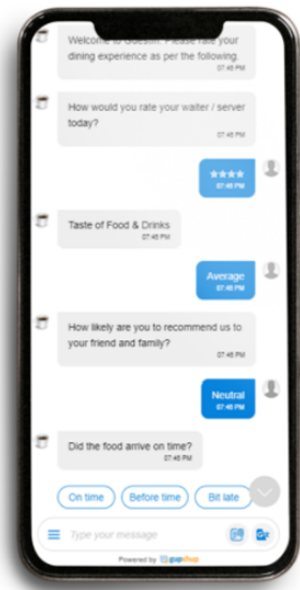 Welcome to Guestfit. Please rate your
dining experience as per the following.
07:46 PM
How would you rate your waiter / server
today?
07:46 PM
★★★★
07:46 PM
Taste of Food & Drinks
07:46 PM
Average
07:46 PM
How likely are you to recommend us to
your friend and family?
07:46 PM
Neutral
07:46 PM
Did the food arrive on time?
07:46 PM
On time
Before time
Bit late
Type your message
Powered by gupshup